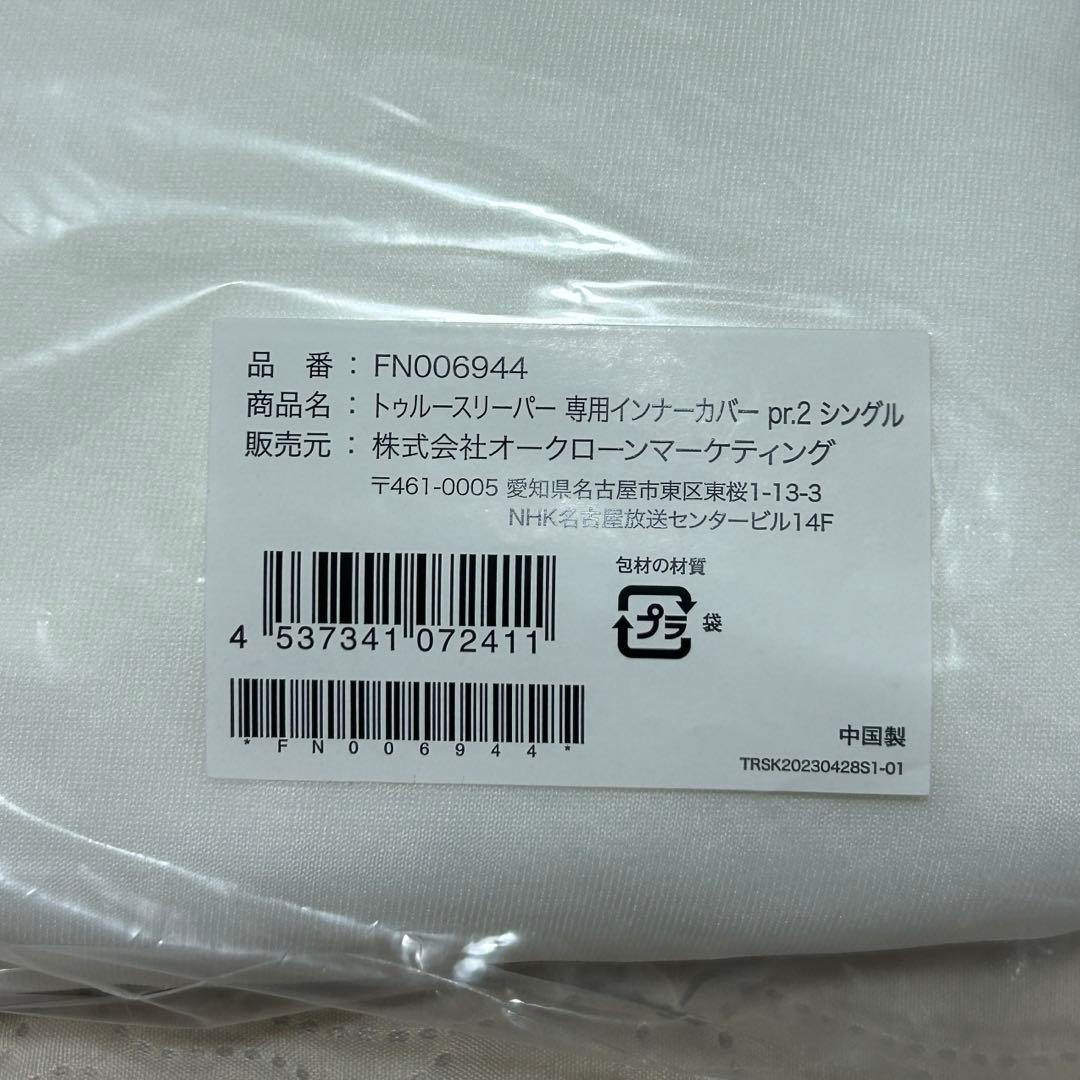 品　番：FN006944
商品名：トゥルースリーパー 専用インナーカバー pr.2 シングル
販売元：株式会社オークローンマーケティング
〒461-0005 愛知県名古屋市東区東桜1-13-3
NHK名古屋放送センタービル14F
包材の材質
プラ 袋
4 537341 072411
*FN006944*
中国製
TRSK20230428S1-01